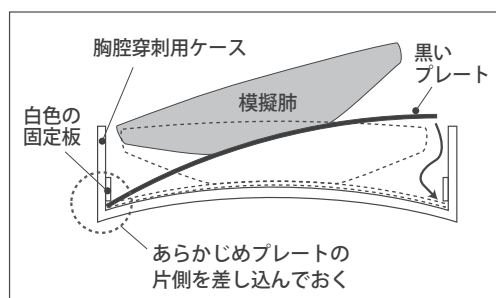 胸腔穿刺用ケース
黒い
プレート
模擬肺
白色の
固定板
あらかじめプレートの
片側を差し込んでおく